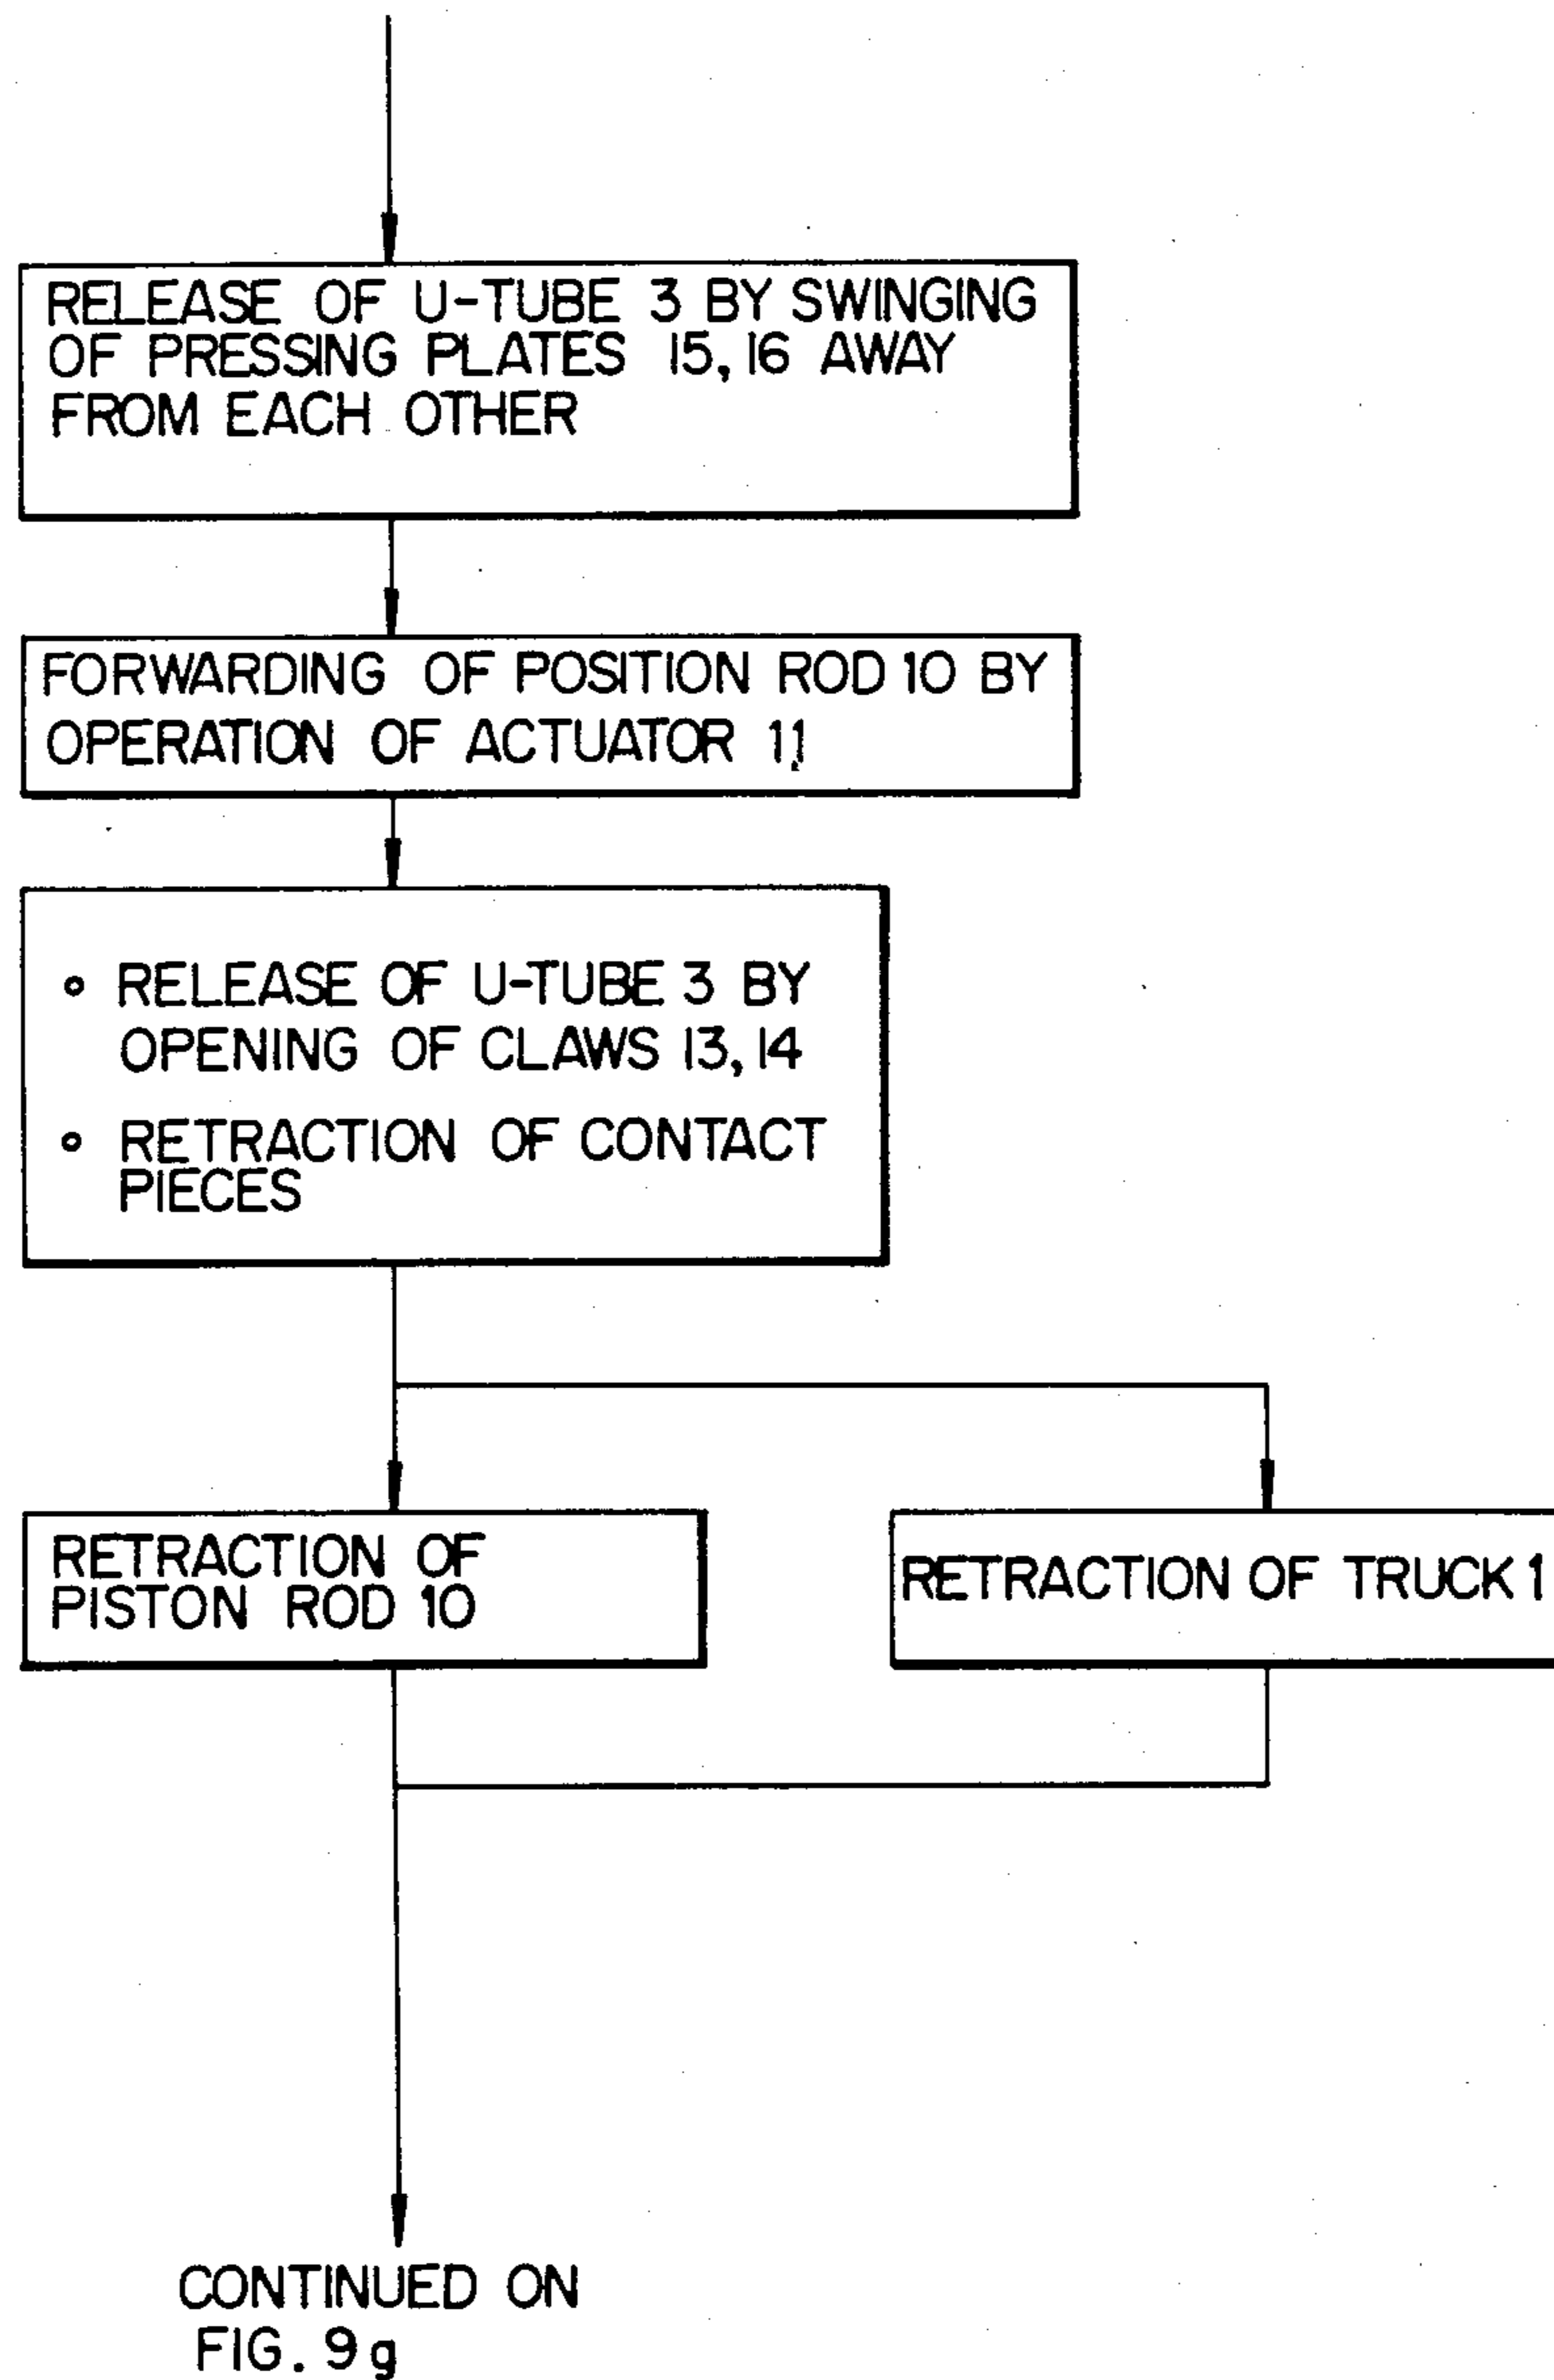 RELEASE OF U-TUBE 3 BY SWINGING
OF PRESSING PLATES 15, 16 AWAY
FROM EACH OTHER
FORWARDING OF POSITION ROD 10 BY
OPERATION OF ACTUATOR 11
° RELEASE OF U-TUBE 3 BY
OPENING OF CLAWS 13, 14
° RETRACTION OF CONTACT
PIECES
RETRACTION OF
PISTON ROD 10
RETRACTION OF TRUCK 1
CONTINUED ON
FIG. 9g